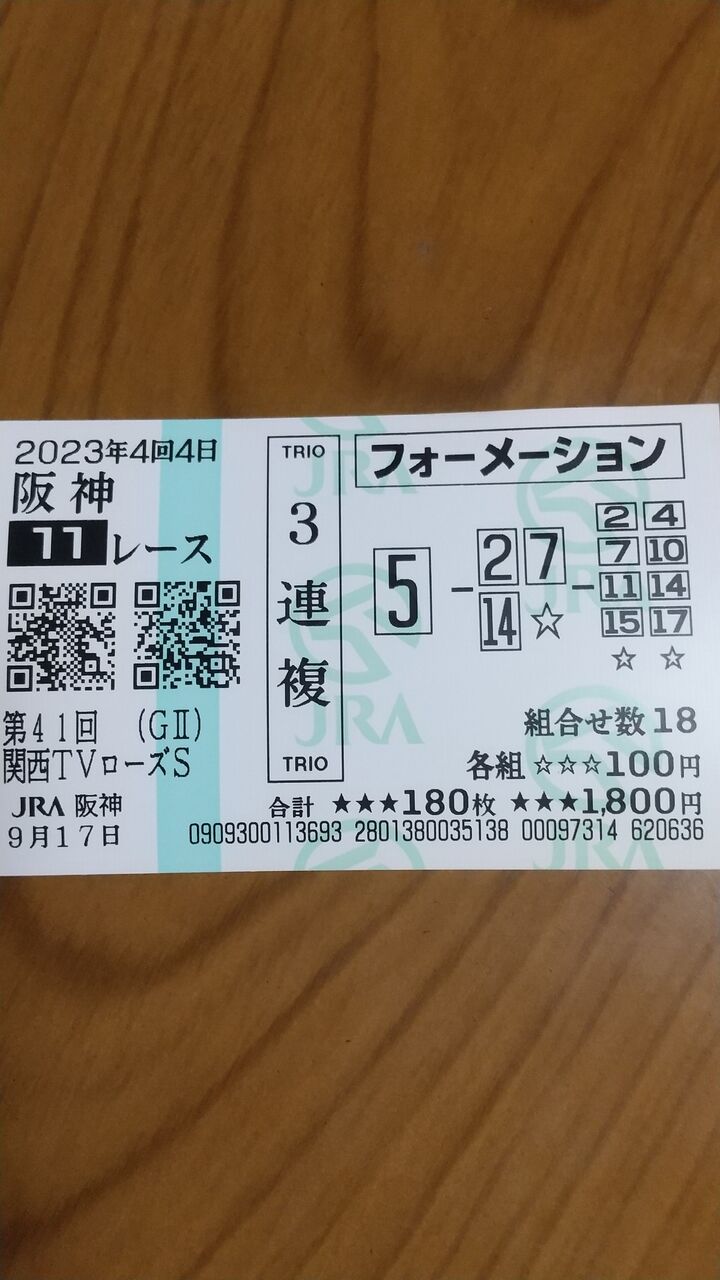 2023年4回4日
阪神
11レース
第41回 (GⅡ)
関西TVローズS
JRA 阪神
9月17日
TRIO
3連複
TRIO
フォーメーション
5 - 2 7 14 ☆ - 2 4 7 10 11 14 15 17 ☆ ☆
組合せ数18
各組 ☆☆☆100円
合計 ★★★180枚 ★★★1,800円
0909300113693 2801380035138 00097314 620636
JRA
JRA